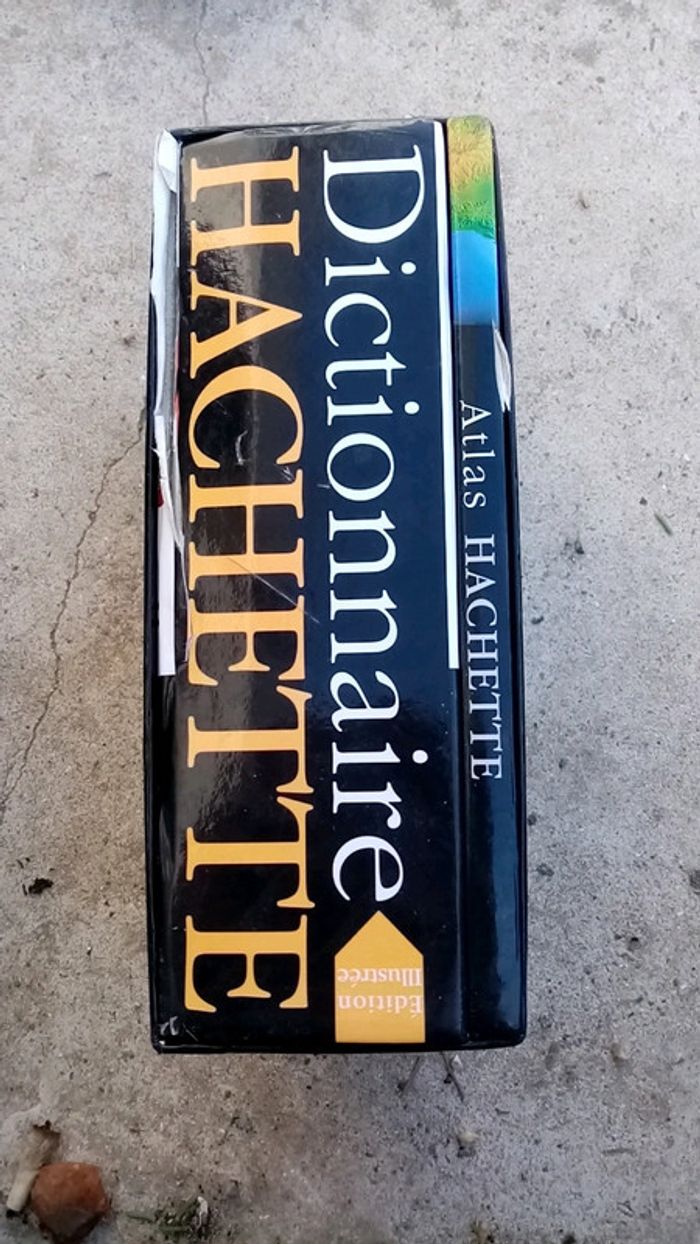 Atlas HACHETTE
Dictionnaire
HACHETTE
Édition
Illustrée